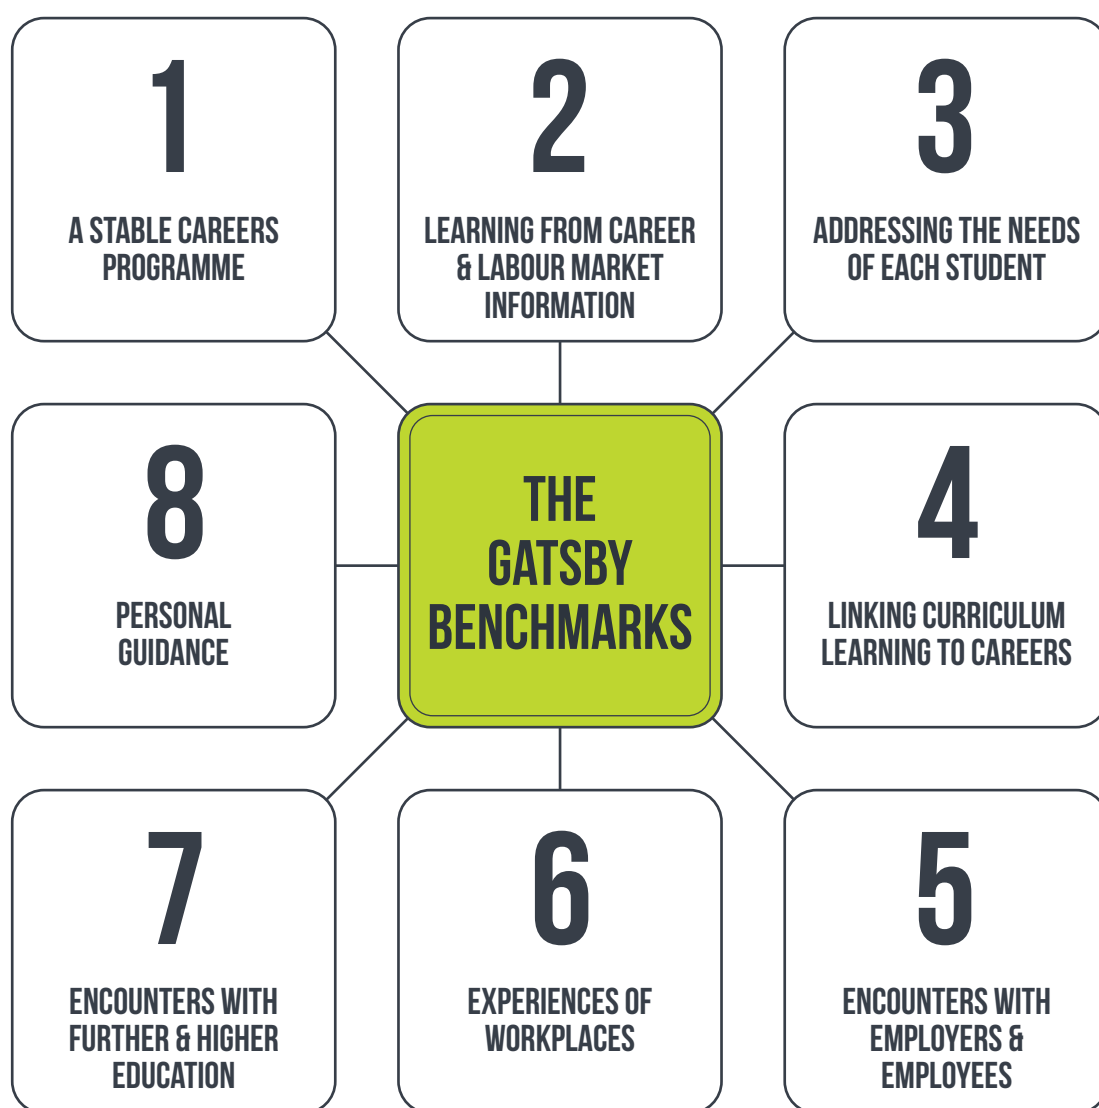 1
A STABLE CAREERS
PROGRAMME
2
LEARNING FROM CAREER
& LABOUR MARKET
INFORMATION
3
ADDRESSING THE NEEDS
OF EACH STUDENT
8
PERSONAL
GUIDANCE
THE
GATSBY
BENCHMARKS
4
LINKING CURRICULUM
LEARNING TO CAREERS
7
ENCOUNTERS WITH
FURTHER & HIGHER
EDUCATION
6
EXPERIENCES OF
WORKPLACES
5
ENCOUNTERS WITH
EMPLOYERS &
EMPLOYEES